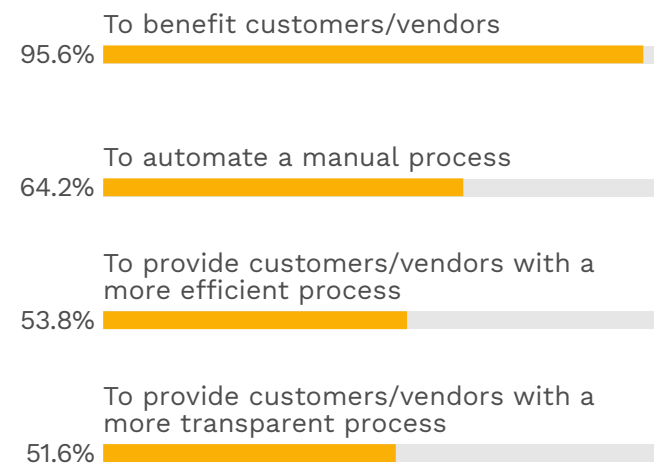 To benefit customers/vendors
95.6%
To automate a manual process
64.2%
To provide customers/vendors with a
more efficient process
53.8%
To provide customers/vendors with a
more transparent process
51.6%